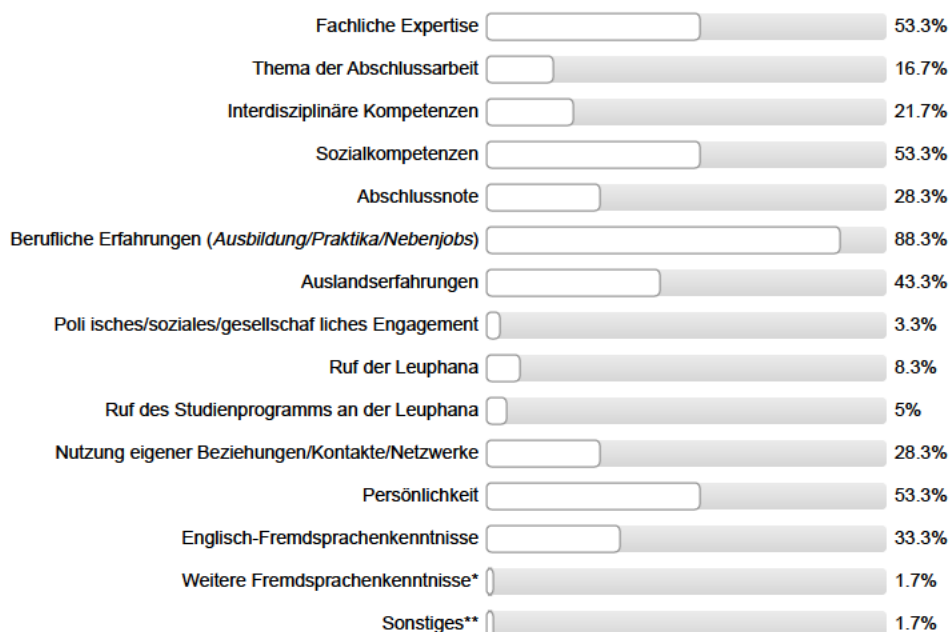 Fachliche Expertise 53.3%
Thema der Abschlussarbeit 16.7%
Interdisziplinäre Kompetenzen 21.7%
Sozialkompetenzen 53.3%
Abschlussnote 28.3%
Berufliche Erfahrungen (Ausbildung/Praktika/Nebenjobs) 88.3%
Auslandserfahrungen 43.3%
Poli isches/soziales/gesellschaf liches Engagement 3.3%
Ruf der Leuphana 8.3%
Ruf des Studienprogramms an der Leuphana 5%
Nutzung eigener Beziehungen/Kontakte/Netzwerke 28.3%
Persönlichkeit 53.3%
Englisch-Fremdsprachenkenntnisse 33.3%
Weitere Fremdsprachenkenntnisse* 1.7%
Sonstiges** 1.7%